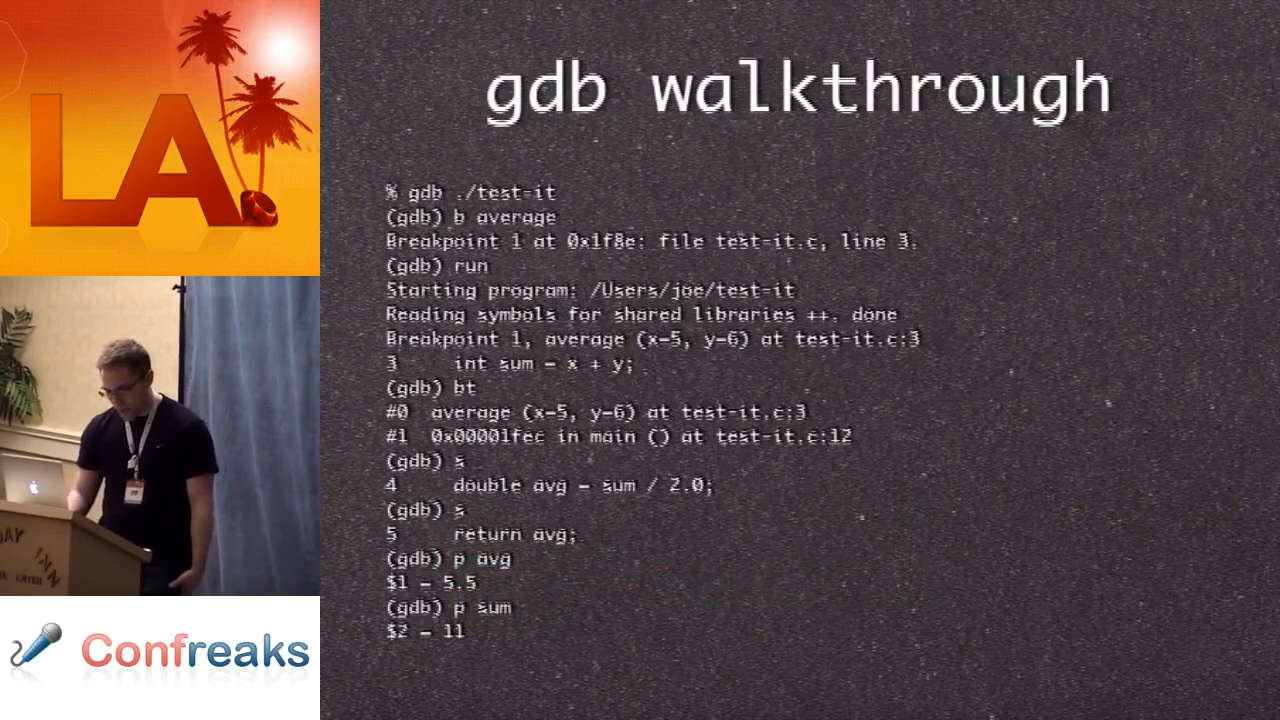 LA.
gdb walkthrough
% gdb ./test-it
(gdb) b average
Breakpoint 1 at 0x1f8e: file test-it.c, line 3.
(gdb) run
Starting program: /Users/joe/test-it
Reading symbols for shared libraries ++. done
Breakpoint 1, average (x=5, y=6) at test-it.c:3
3     int sum = x + y;
(gdb) bt
#0  average (x=5, y=6) at test-it.c:3
#1  0x00001fec in main () at test-it.c:12
(gdb) s
4     double avg = sum / 2.0;
(gdb) s
5     return avg;
(gdb) p avg
$1 = 5.5
(gdb) p sum
$2 = 11
DAY INN
Confreaks